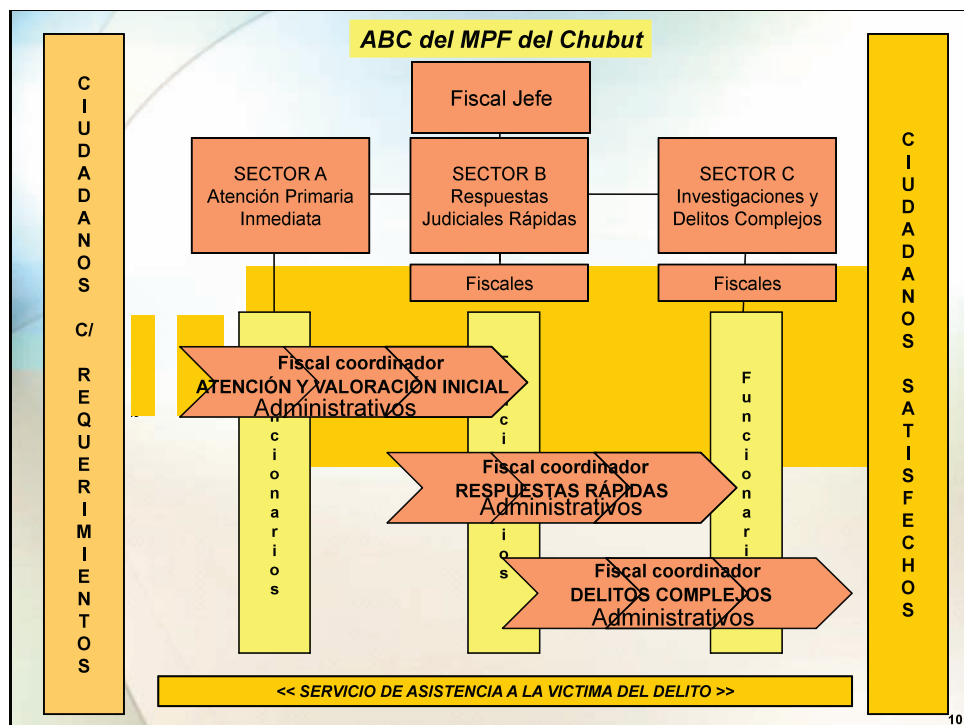 ABC del MPF del Chubut
CIUDADANOS C/ REQUERIMIENTOS
Fiscal Jefe
SECTOR A
Atención Primaria
Inmediata
SECTOR B
Respuestas
Judiciales Rápidas
SECTOR C
Investigaciones y
Delitos Complejos
Fiscales
Fiscales
Fiscal coordinador
ATENCIÓN Y VALORACIÓN INICIAL
Administrativos
Fiscal coordinador
RESPUESTAS RÁPIDAS
Administrativos
Fiscal coordinador
DELITOS COMPLEJOS
Administrativos
CIUDADANOS SATISFECHOS
<< SERVICIO DE ASISTENCIA A LA VICTIMA DEL DELITO >>
10